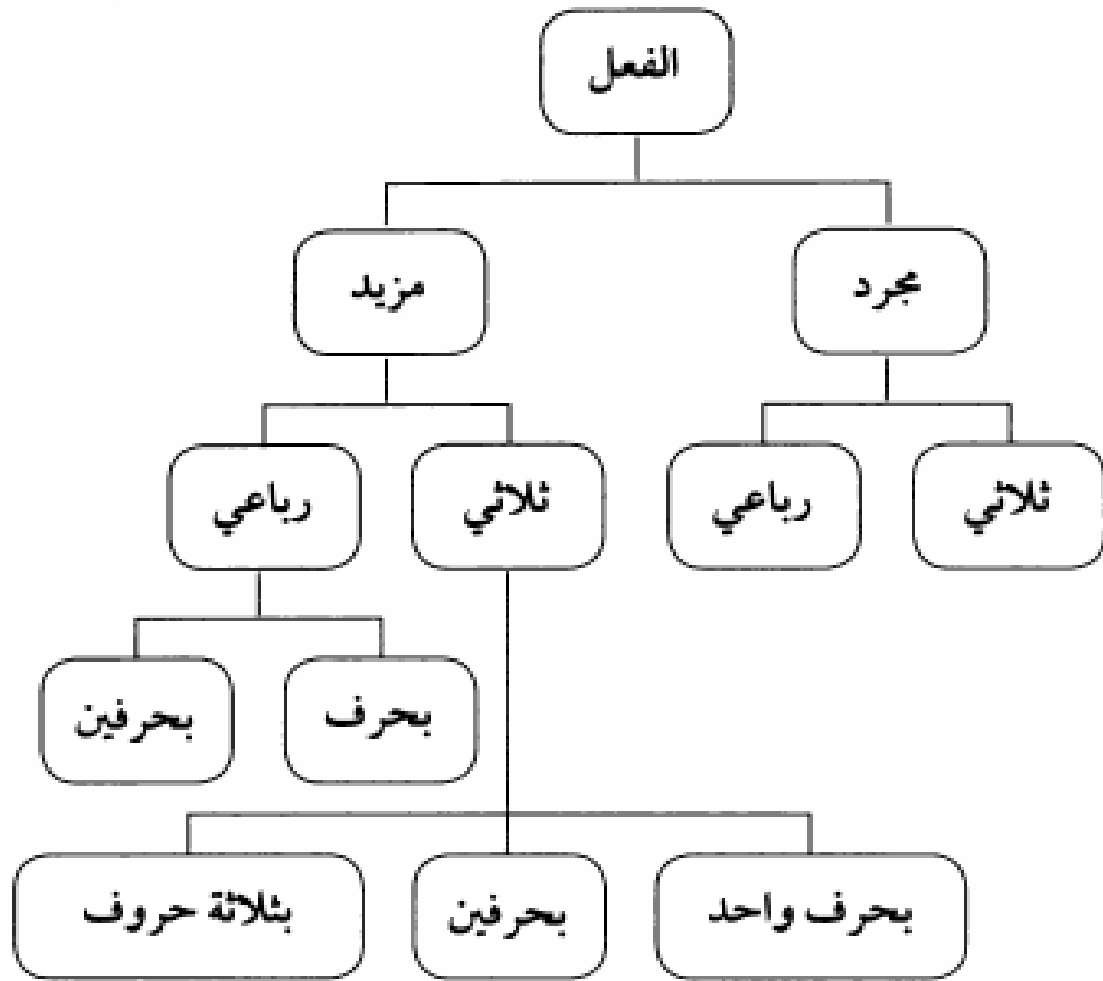 الفعل
مجرد
مزيد
ثلاثي
رباعي
ثلاثي
رباعي
بحرف
بحرفين
بحرف واحد
بحرفين
بثلاثة حروف